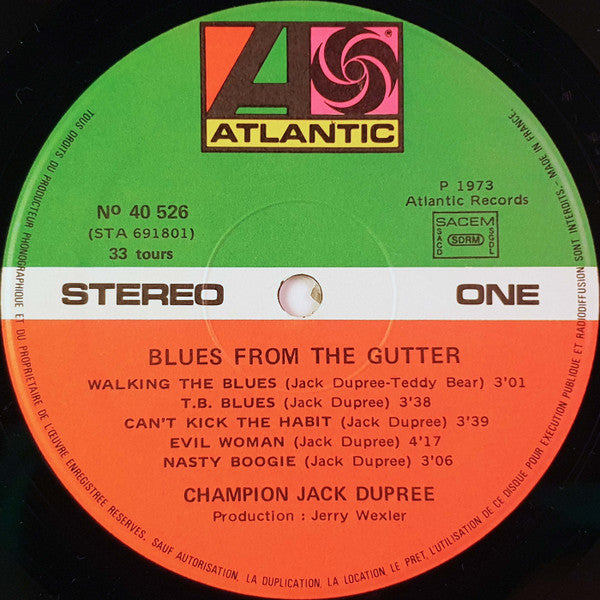 ATLANTIC
Nº 40 526
(STA 691801)
33 tours
P 1973
Atlantic Records
SACEM
SACD
SDRM
SGDL
STEREO
ONE
BLUES FROM THE GUTTER
WALKING THE BLUES (Jack Dupree-Teddy Bear) 3'01
T.B. BLUES (Jack Dupree) 3'38
CAN'T KICK THE HABIT (Jack Dupree) 3'39
EVIL WOMAN (Jack Dupree) 4'17
NASTY BOOGIE (Jack Dupree) 3'06
CHAMPION JACK DUPREE
Production : Jerry Wexler
TOUS DROITS DU PRODUCTEUR PHONOGRAPHIQUE ET DU PROPRIETAIRE DE L'ŒUVRE ENREGISTREE RESERVES. SAUF AUTORISATION, LA DUPLICATION, LA LOCATION, LE PRET, L'UTILISATION DE CE DISQUE POUR EXECUTION PUBLIQUE ET RADIODIFFUSION SONT INTERDITS. - MADE IN FRANCE.